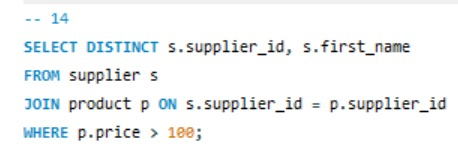 -- 14
SELECT DISTINCT s.supplier_id, s.first_name
FROM supplier s
JOIN product p ON s.supplier_id = p.supplier_id
WHERE p.price > 100;